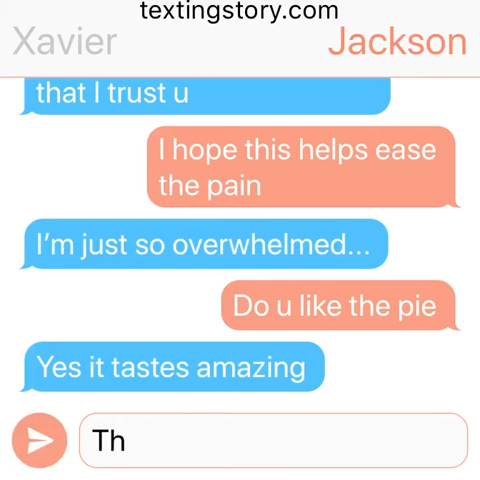 textingstory.com
Xavier Jackson
that I trust u
I hope this helps ease
the pain
I’m just so overwhelmed...
Do u like the pie
Yes it tastes amazing
Th